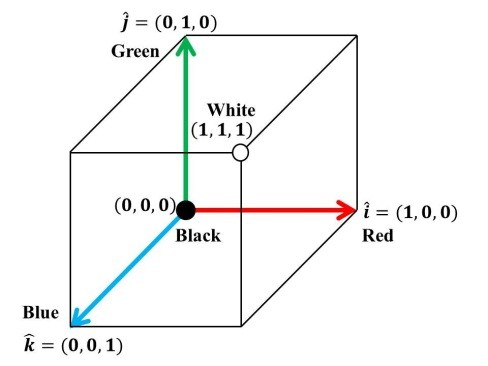 ĵ = (0, 1, 0)
Green
White
(1, 1, 1)
(0, 0, 0)
Black
î = (1, 0, 0)
Red
Blue
k̂ = (0, 0, 1)